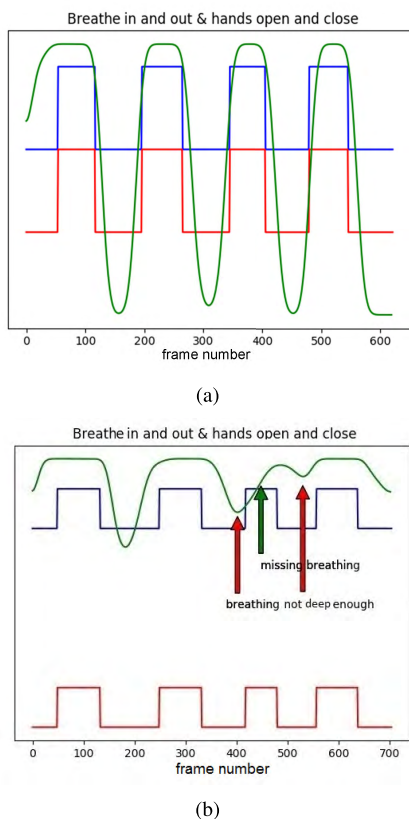 Breathe in and out & hands open and close
0 100 200 300 400 500 600
frame number
(a)
Breathe in and out & hands open and close
missing breathing
breathing not deep enough
0 100 200 300 400 500 600 700
frame number
(b)